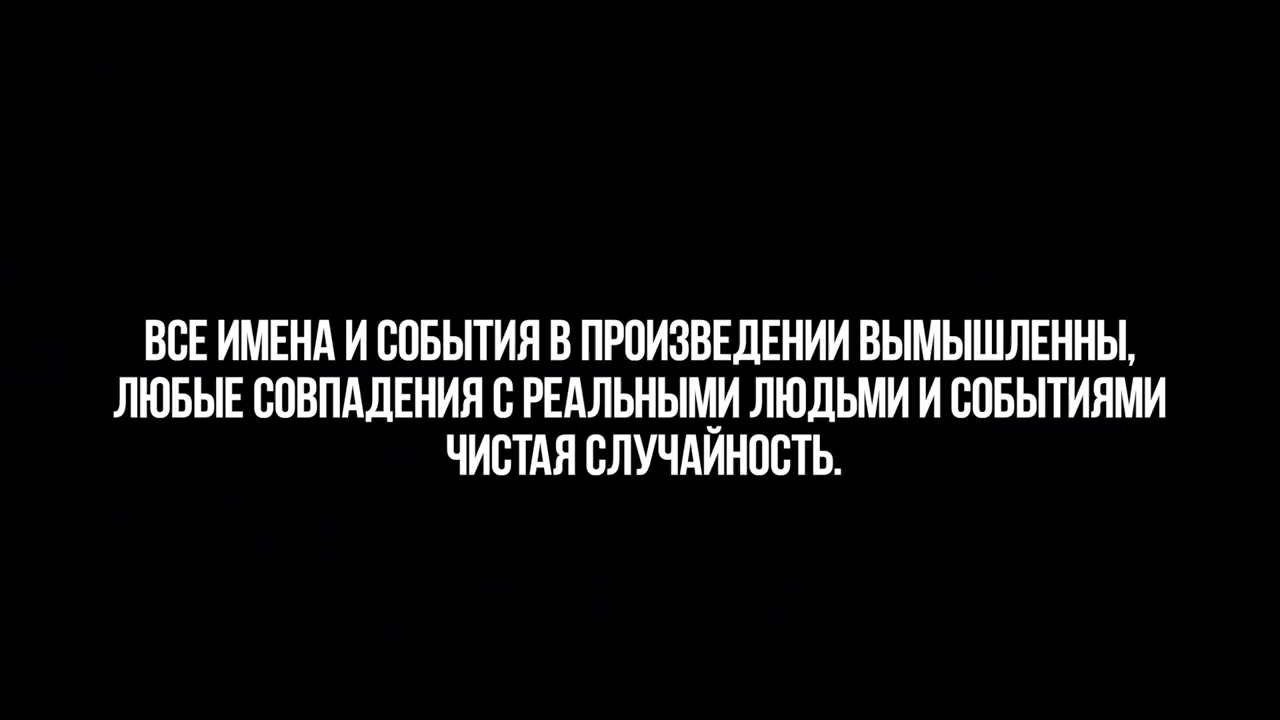 ВСЕ ИМЕНА И СОБЫТИЯ В ПРОИЗВЕДЕНИИ ВЫМЫШЛЕННЫ,
ЛЮБЫЕ СОВПАДЕНИЯ С РЕАЛЬНЫМИ ЛЮДЬМИ И СОБЫТИЯМИ
ЧИСТАЯ СЛУЧАЙНОСТЬ.